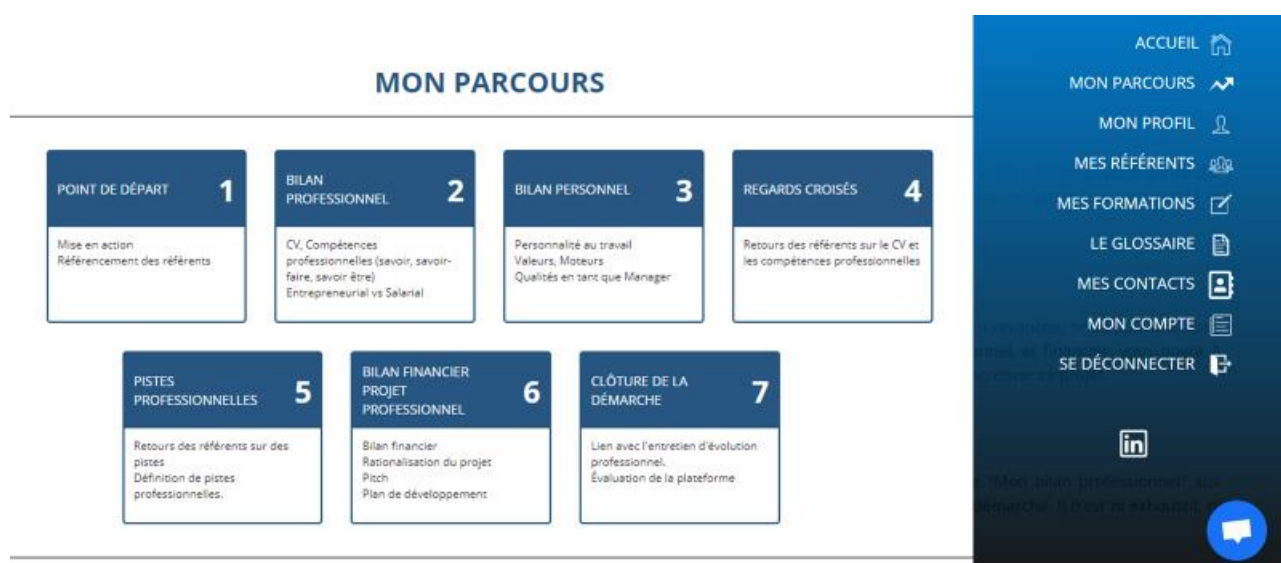 MON PARCOURS
POINT DE DÉPART
1
Mise en action
Référencement des référents
BILAN
PROFESSIONNEL
2
CV, Compétences
professionnelles (savoir, savoir-
faire, savoir être)
Entrepreneurial vs Salarial
BILAN PERSONNEL
3
Personnalité au travail
Valeurs, Moteurs
Qualités en tant que Manager
REGARDS CROISÉS
4
Retours des référents sur le CV et
les compétences professionnelles
PISTES
PROFESSIONNELLES
5
Retours des référents sur des
pistes
Définition de pistes
professionnelles.
BILAN FINANCIER
PROJET
PROFESSIONNEL
6
Bilan financier
Rationalisation du projet
Pitch
Plan de développement
CLÔTURE DE LA
DÉMARCHE
7
Lien avec l'entretien d'évolution
professionnel.
Évaluation de la plateforme
ACCUEIL
MON PARCOURS
MON PROFIL
MES RÉFÉRENTS
MES FORMATIONS
LE GLOSSAIRE
MES CONTACTS
MON COMPTE
SE DÉCONNECTER
in
"Mon bilan professionnel" aux